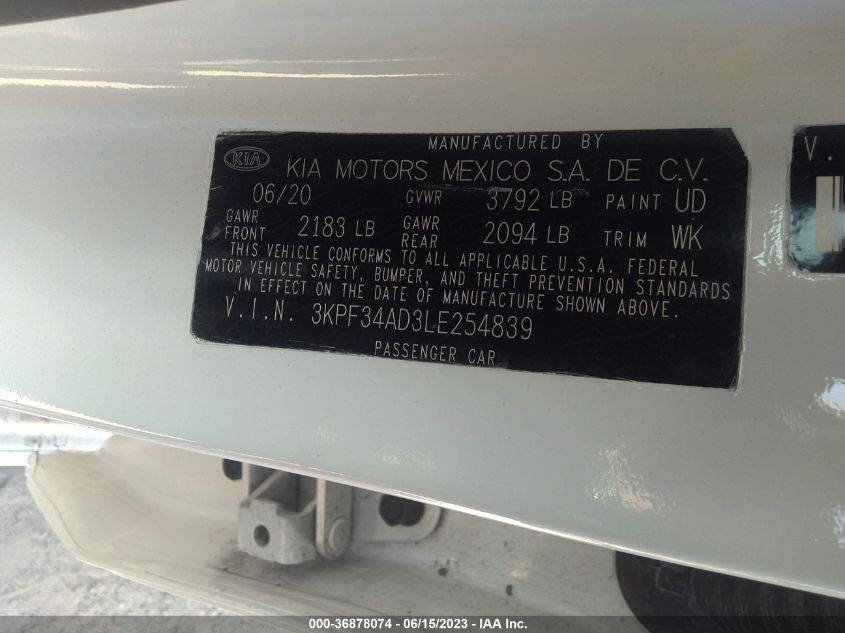 MANUFACTURED BY
KIA KIA MOTORS MEXICO S.A. DE C.V.
06/20 GVWR 3792 LB PAINT UD
GAWR FRONT 2183 LB GAWR REAR 2094 LB TRIM WK
THIS VEHICLE CONFORMS TO ALL APPLICABLE U.S.A. FEDERAL
MOTOR VEHICLE SAFETY, BUMPER, AND THEFT PREVENTION STANDARDS
IN EFFECT ON THE DATE OF MANUFACTURE SHOWN ABOVE.
V.I.N. 3KPF34AD3LE254839
PASSENGER CAR
V.
000-36878074 - 06/15/2023 - IAA Inc.